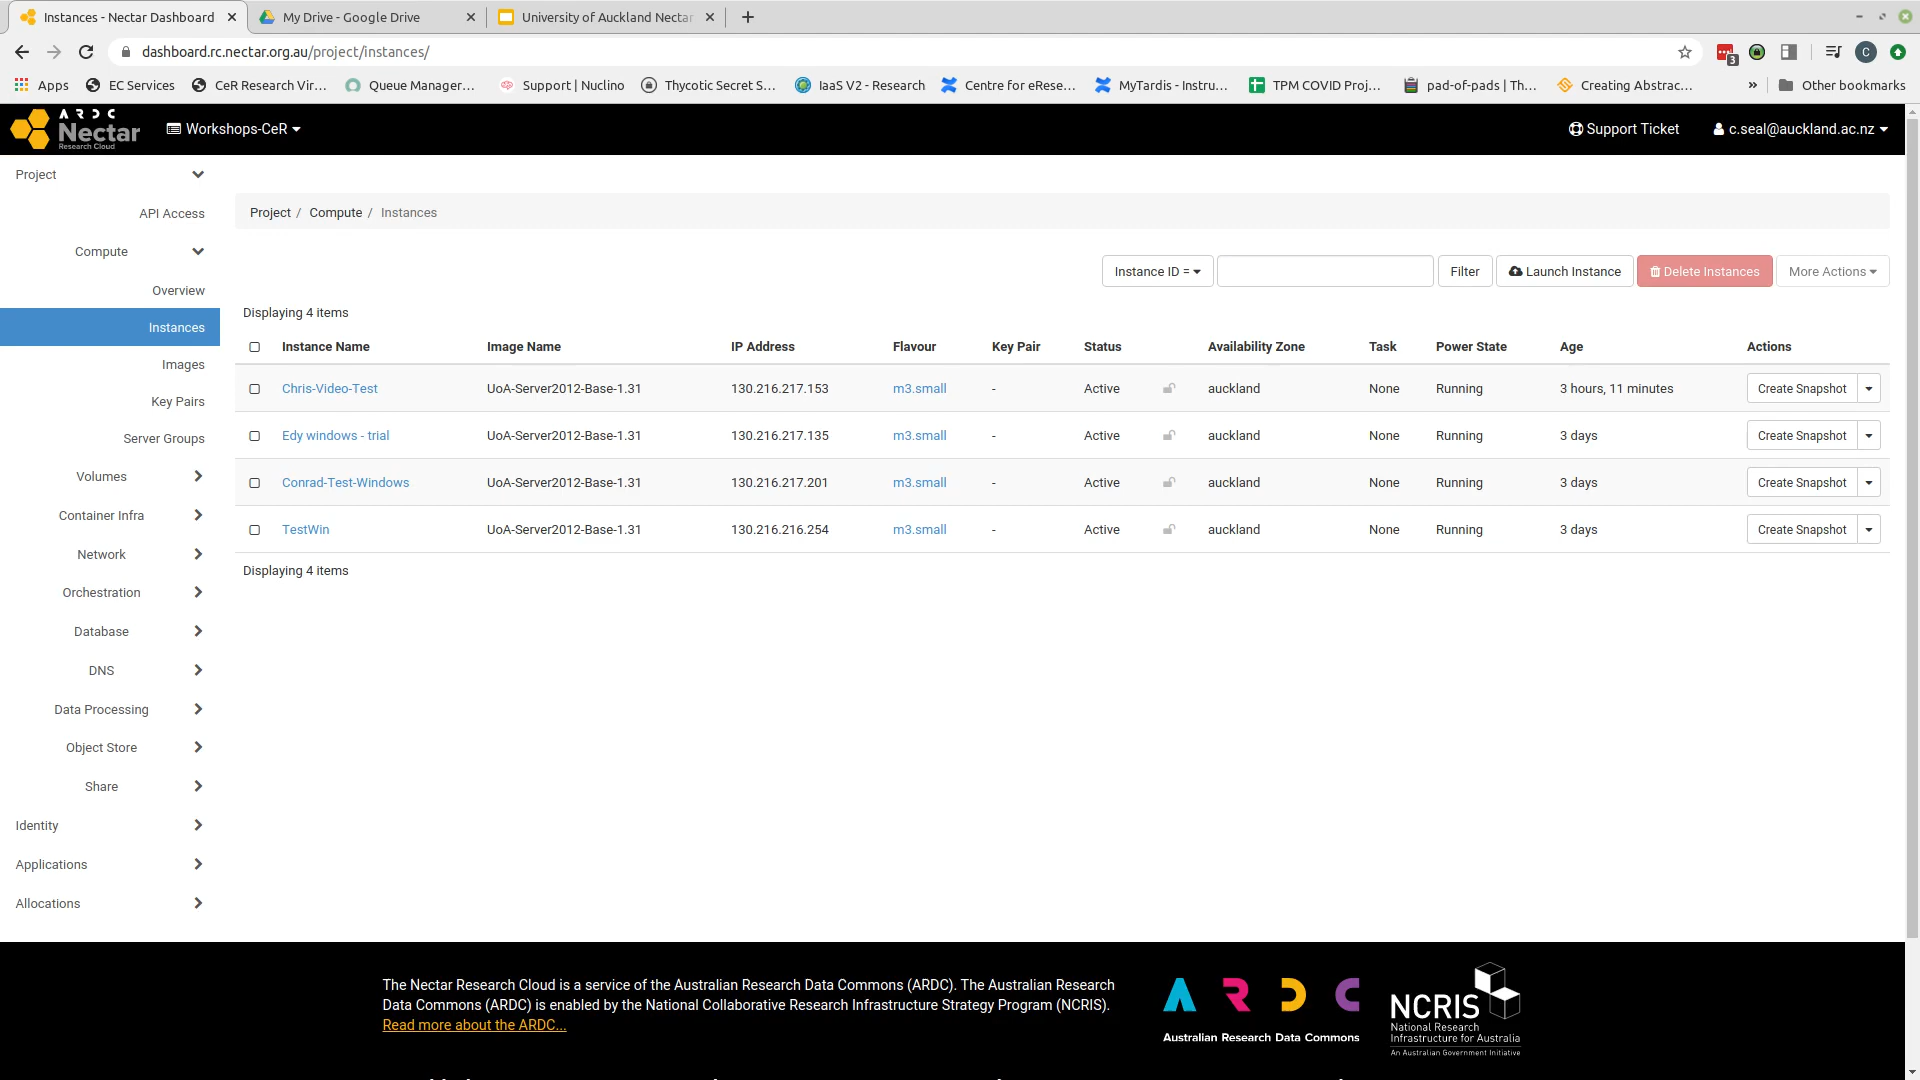 Instances - Nectar Dashboard
My Drive - Google Drive
University of Auckland Nectar
dashboard.rc.nectar.org.au/project/instances/
3
C
Apps
EC Services
CeR Research Vir...
Queue Manager...
Support | Nuclino
Thycotic Secret S...
IaaS V2 - Research
Centre for eRese...
MyTardis - Instru...
TPM COVID Proj...
pad-of-pads | Th...
Creating Abstrac...
»
Other bookmarks
ARDC
Nectar
Research Cloud
Workshops-CeR
Support Ticket
c.seal@auckland.ac.nz
Project
API Access
Compute
Overview
Instances
Images
Key Pairs
Server Groups
Volumes
Container Infra
Network
Orchestration
Database
DNS
Data Processing
Object Store
Share
Identity
Applications
Allocations
Project / Compute / Instances
Instance ID = Filter Launch Instance Delete Instances More Actions
Displaying 4 items
Instance Name Image Name IP Address Flavour Key Pair Status Availability Zone Task Power State Age Actions
Chris-Video-Test UoA-Server2012-Base-1.31 130.216.217.153 m3.small - Active auckland None Running 3 hours, 11 minutes Create Snapshot
Edy windows - trial UoA-Server2012-Base-1.31 130.216.217.135 m3.small - Active auckland None Running 3 days Create Snapshot
Conrad-Test-Windows UoA-Server2012-Base-1.31 130.216.217.201 m3.small - Active auckland None Running 3 days Create Snapshot
TestWin UoA-Server2012-Base-1.31 130.216.216.254 m3.small - Active auckland None Running 3 days Create Snapshot
Displaying 4 items
The Nectar Research Cloud is a service of the Australian Research Data Commons (ARDC). The Australian Research
Data Commons (ARDC) is enabled by the National Collaborative Research Infrastructure Strategy Program (NCRIS).
Read more about the ARDC...
ARDC
Australian Research Data Commons
NCRIS
National Research
Infrastructure for Australia
An Australian Government Initiative